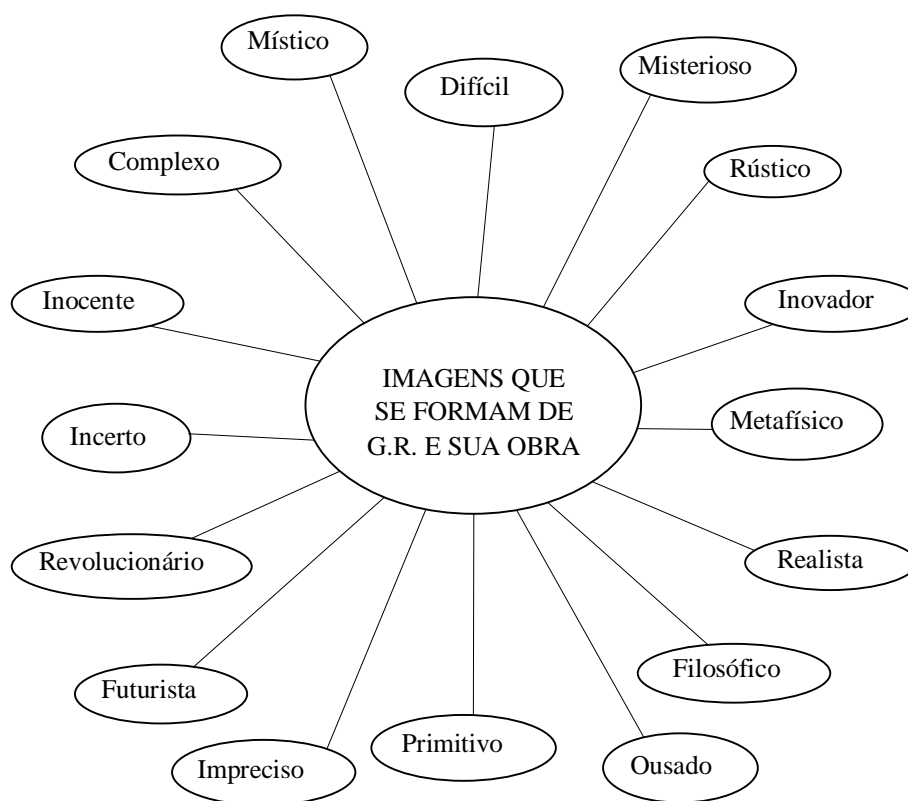 Místico
Difícil
Misterioso
Complexo
Rústico
Inocente
Inovador
IMAGENS QUE
SE FORMAM DE
G.R. E SUA OBRA
Incerto
Metafísico
Revolucionário
Realista
Futurista
Filosófico
Impreciso
Primitivo
Ousado